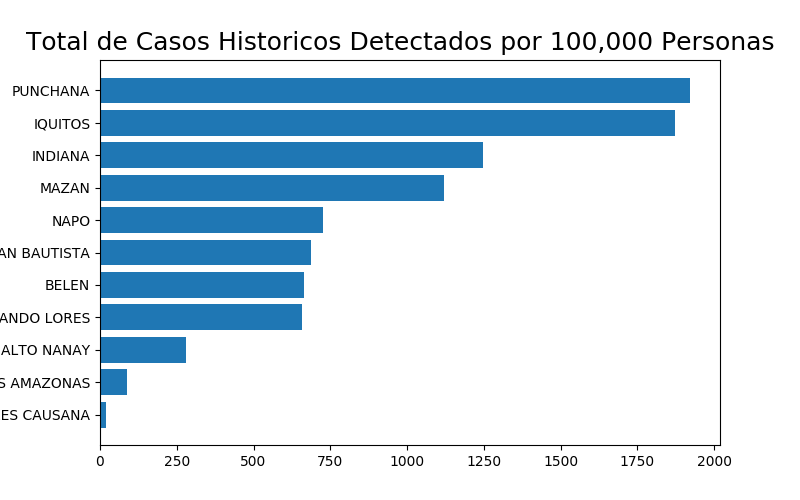 Total de Casos Historicos Detectados por 100,000 Personas
PUNCHANA
IQUITOS
INDIANA
MAZAN
NAPO
AN BAUTISTA
BELEN
ANDO LORES
ALTO NANAY
S AMAZONAS
ES CAUSANA
0 250 500 750 1000 1250 1500 1750 2000